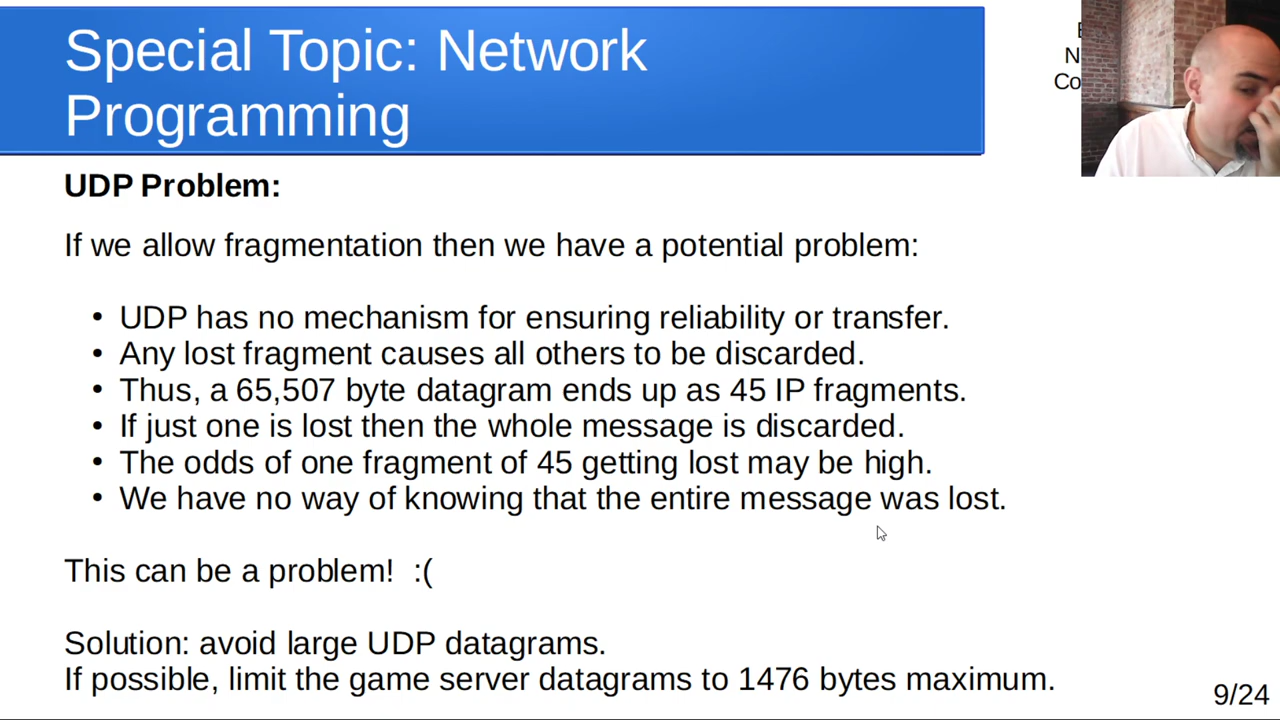 Special Topic: Network
Programming
UDP Problem:
If we allow fragmentation then we have a potential problem:
• UDP has no mechanism for ensuring reliability or transfer.
• Any lost fragment causes all others to be discarded.
• Thus, a 65,507 byte datagram ends up as 45 IP fragments.
• If just one is lost then the whole message is discarded.
• The odds of one fragment of 45 getting lost may be high.
• We have no way of knowing that the entire message was lost.
This can be a problem!  :(
Solution: avoid large UDP datagrams.
If possible, limit the game server datagrams to 1476 bytes maximum.
9/24